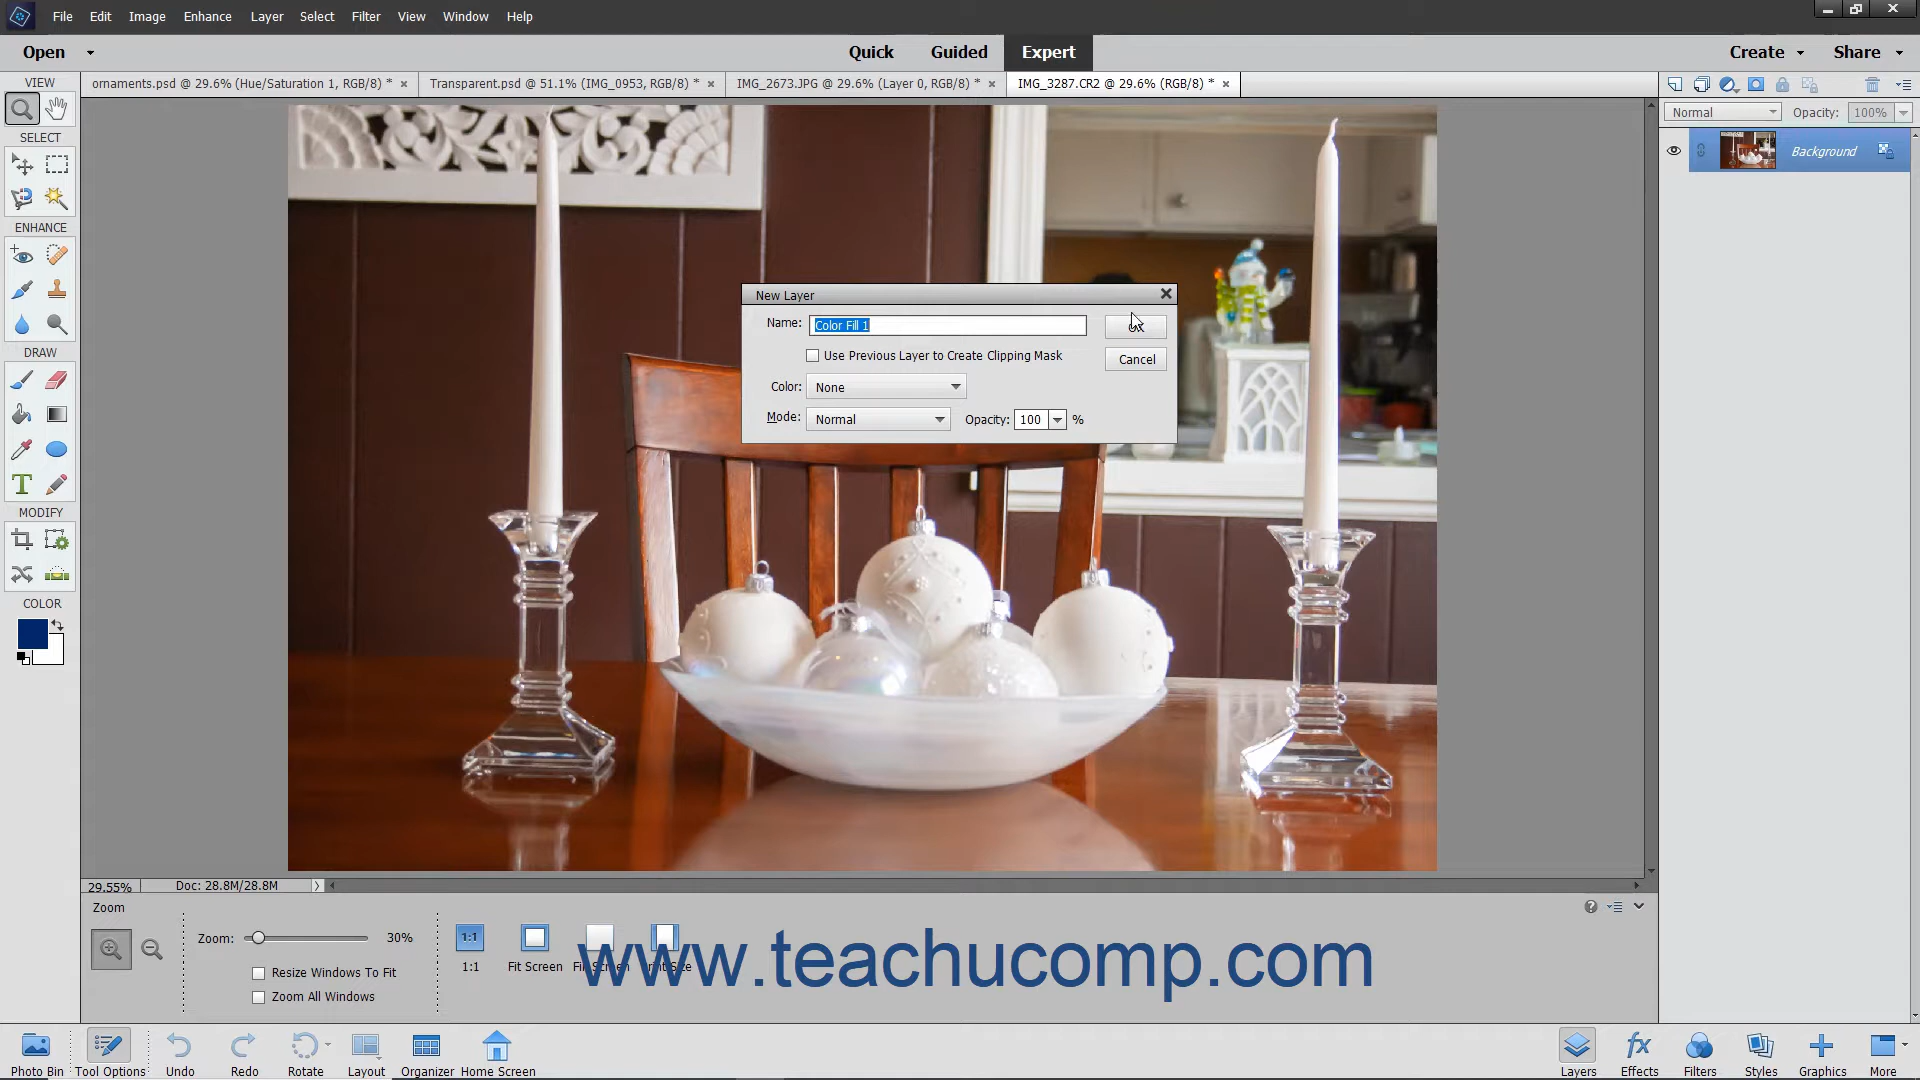 File Edit Image Enhance Layer Select Filter View Window Help
Open Quick Guided Expert Create Share
VIEW ornaments.psd @ 29.6% (Hue/Saturation 1, RGB/8) * Transparent.psd @ 51.1% (IMG_0953, RGB/8) * IMG_2673.JPG @ 29.6% (Layer 0, RGB/8) * IMG_3287.CR2 @ 29.6% (RGB/8) *
Normal Opacity: 100%
SELECT
Background
ENHANCE
New Layer
Name: Color Fill 1
Use Previous Layer to Create Clipping Mask
Cancel
Color: None
Mode: Normal Opacity: 100 %
DRAW
T
MODIFY
COLOR
29.55% Doc: 28.8M/28.8M
Zoom
Zoom: 30%
1:1
1:1 Fit Screen
Resize Windows To Fit
Zoom All Windows
www.teachucomp.com
Photo Bin Tool Options Undo Redo Rotate Layout Organizer Home Screen
fx
Layers Effects Filters Styles Graphics More